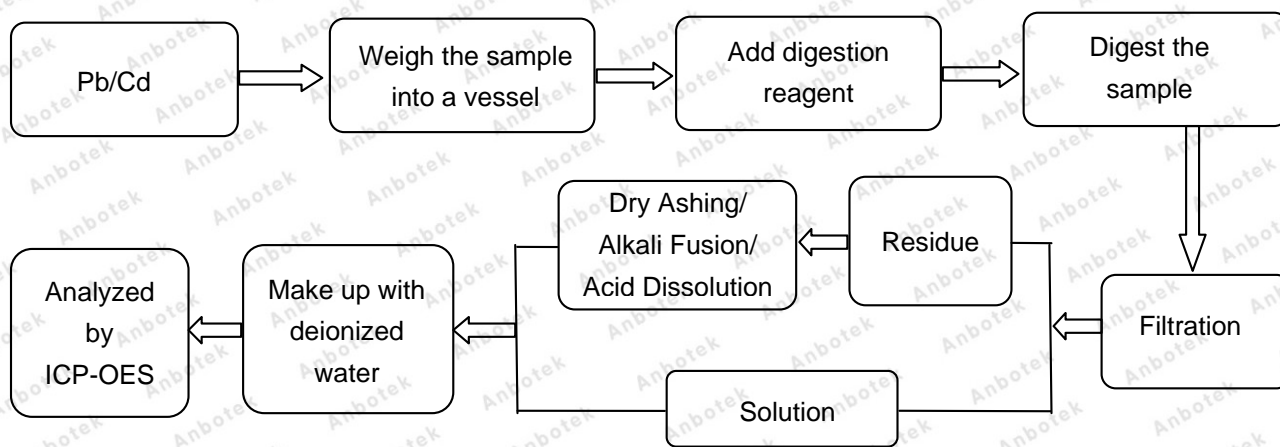 Pb/Cd
Weigh the sample
into a vessel
Add digestion
reagent
Digest the
sample
Filtration
Residue
Dry Ashing/
Alkali Fusion/
Acid Dissolution
Solution
Make up with
deionized
water
Analyzed
by
ICP-OES
Anbotek